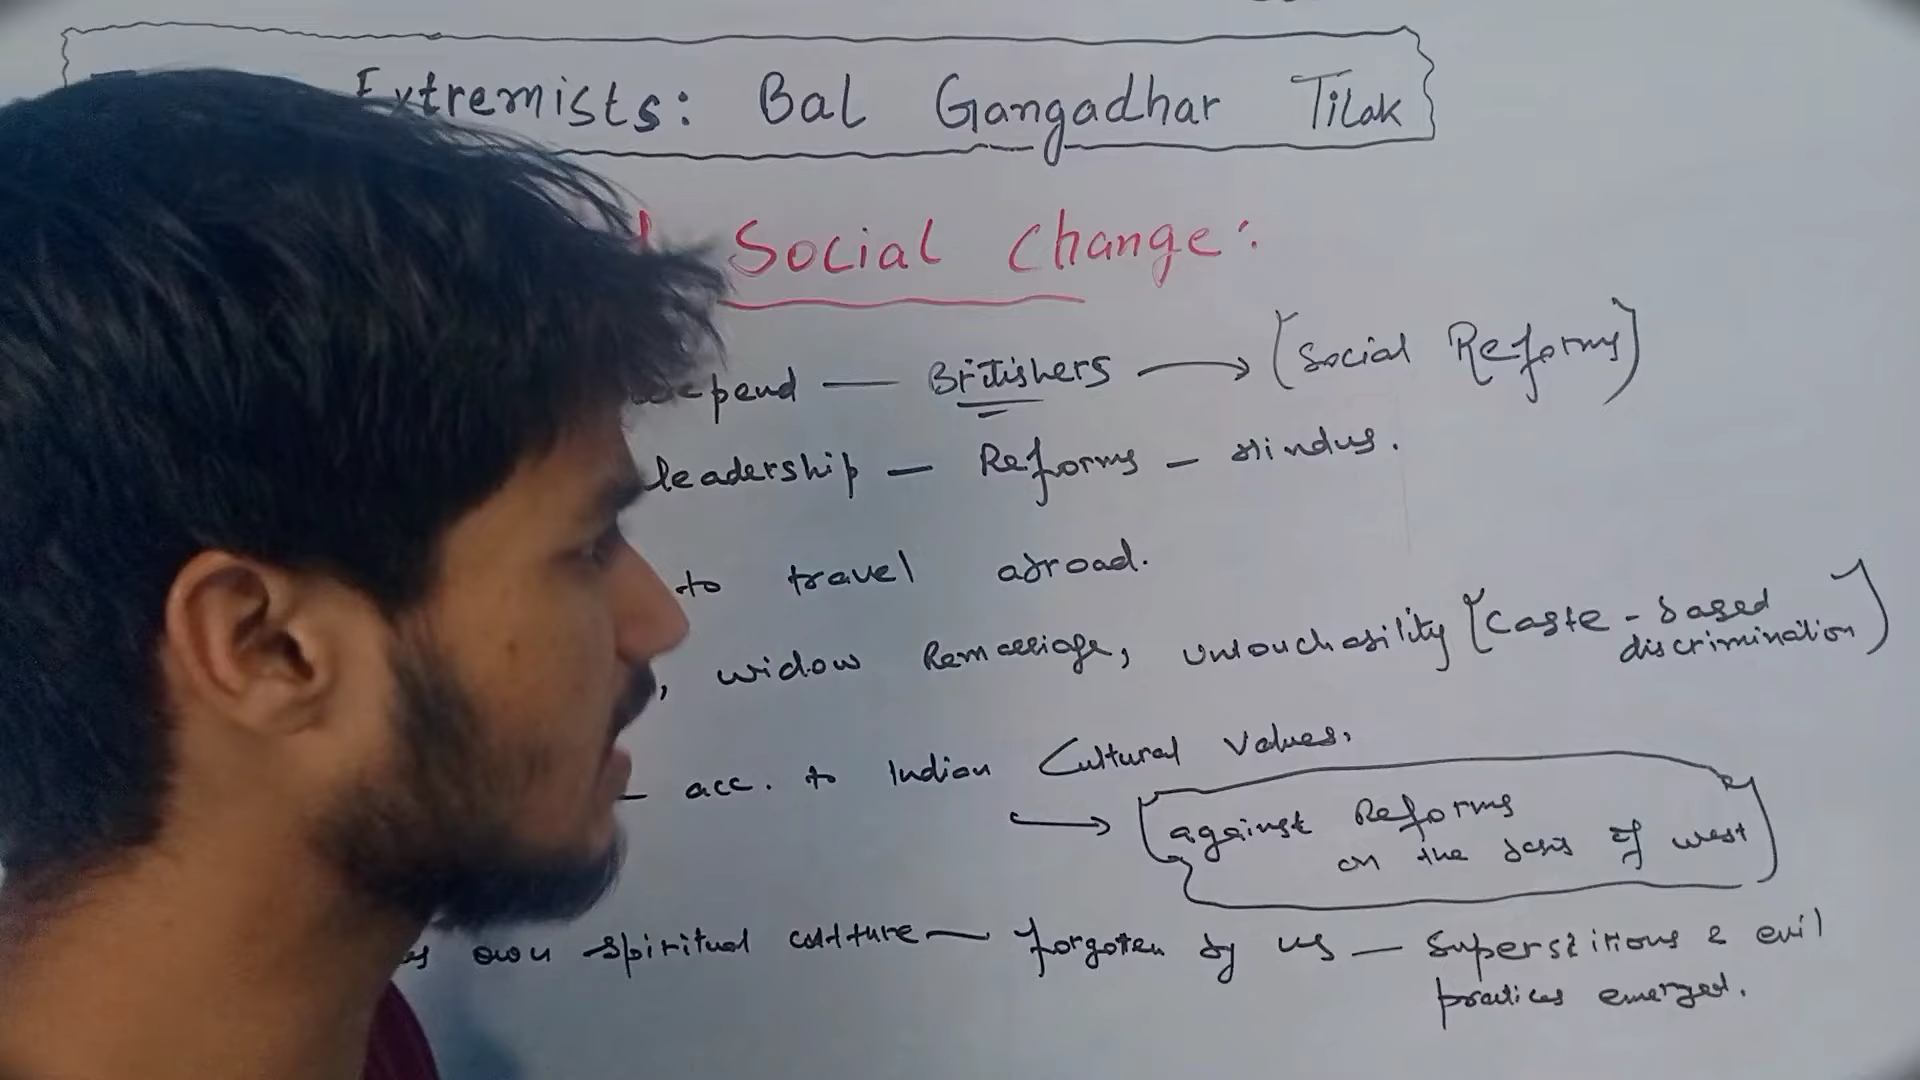 Extremists: Bal Gangadhar Tilak
Social Change:
depend — Britishers → (Social Reforms)
leadership — Reforms — Hindus.
to travel abroad.
, widow Remarriage, untouchability (Caste-based discrimination)
— acc. to Indian Cultural Values.
→ (against Reforms
on the basis of west)
own spiritual culture — forgotten by us — Superstitions & evil
practices emerged.